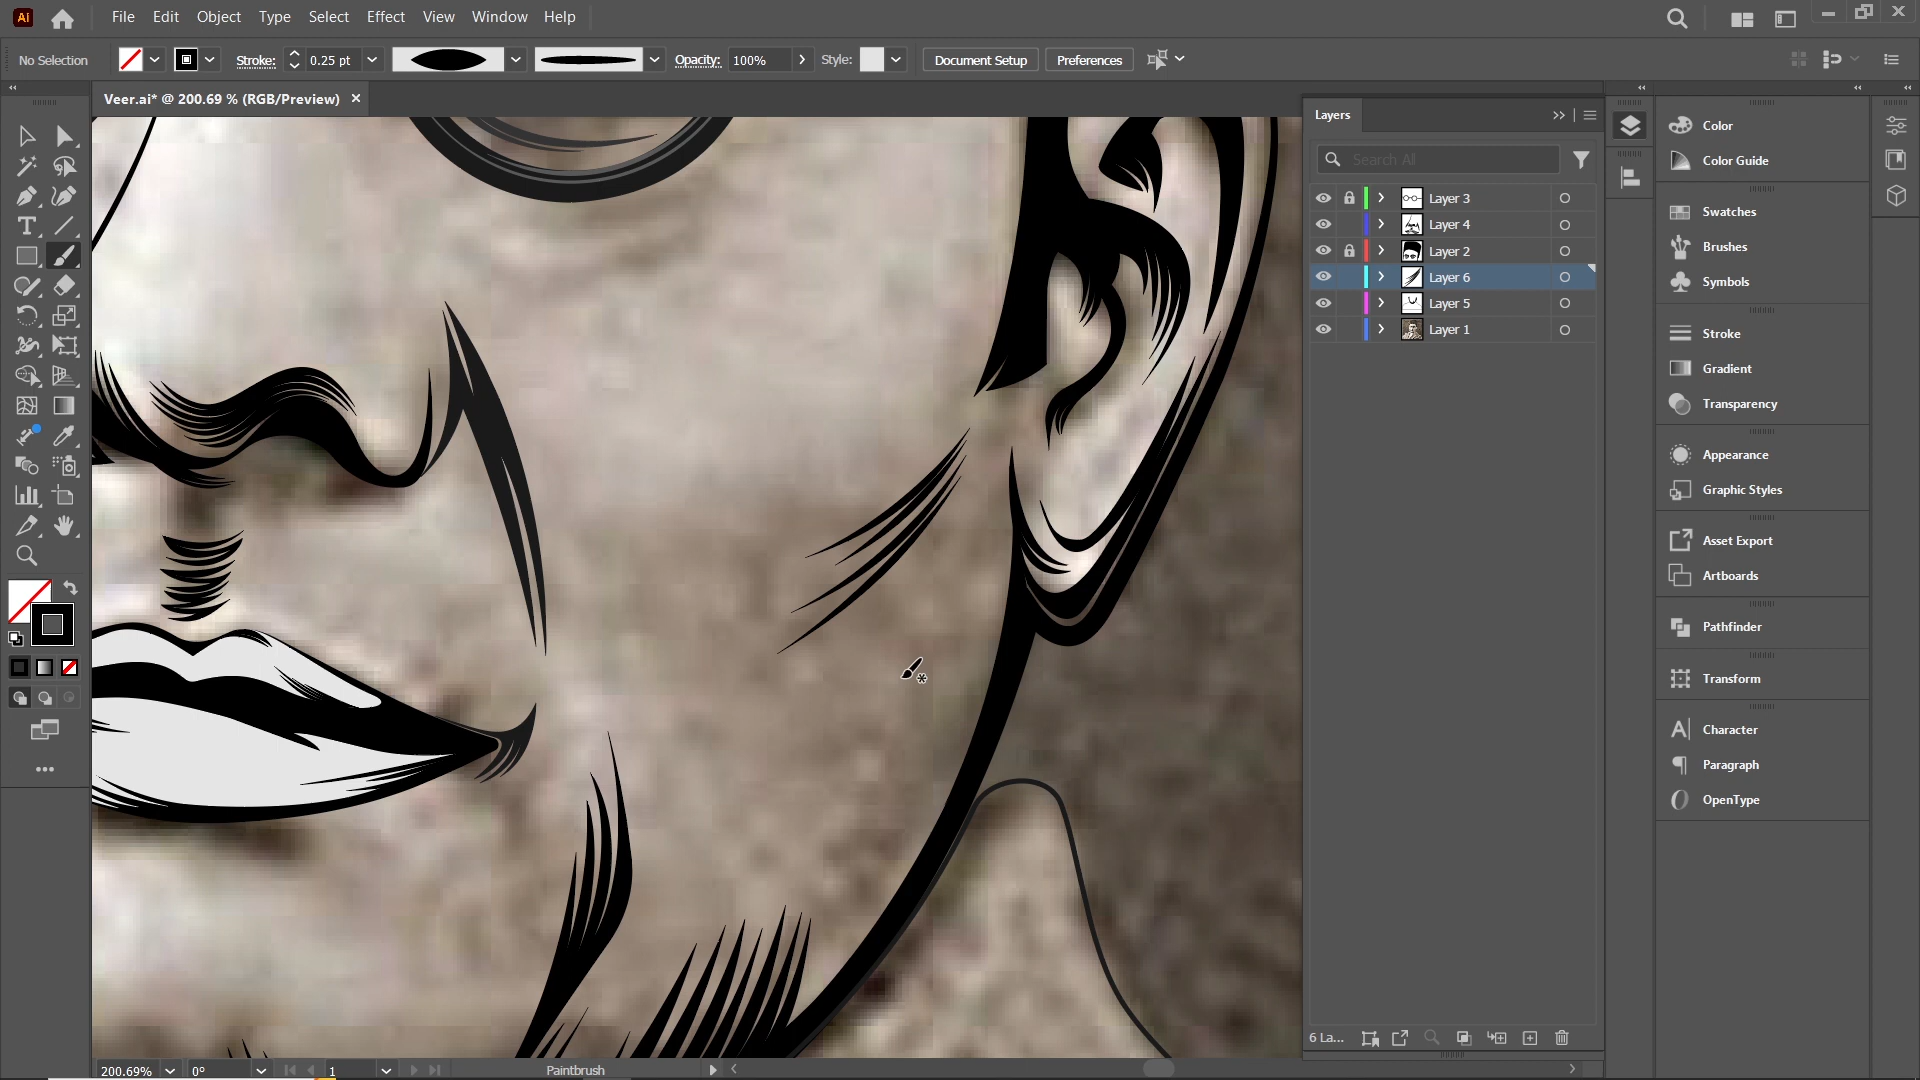 Ai File Edit Object Type Select Effect View Window Help
No Selection Stroke: 0.25 pt Opacity: 100% Style: Document Setup Preferences
Veer.ai* @ 200.69 % (RGB/Preview) ×
Layers
Search All
Layer 3
Layer 4
Layer 2
Layer 6
Layer 5
Layer 1
6 La...
Color
Color Guide
Swatches
Brushes
Symbols
Stroke
Gradient
Transparency
Appearance
Graphic Styles
Asset Export
Artboards
Pathfinder
Transform
Character
Paragraph
OpenType
200.69% 0° 1 Paintbrush